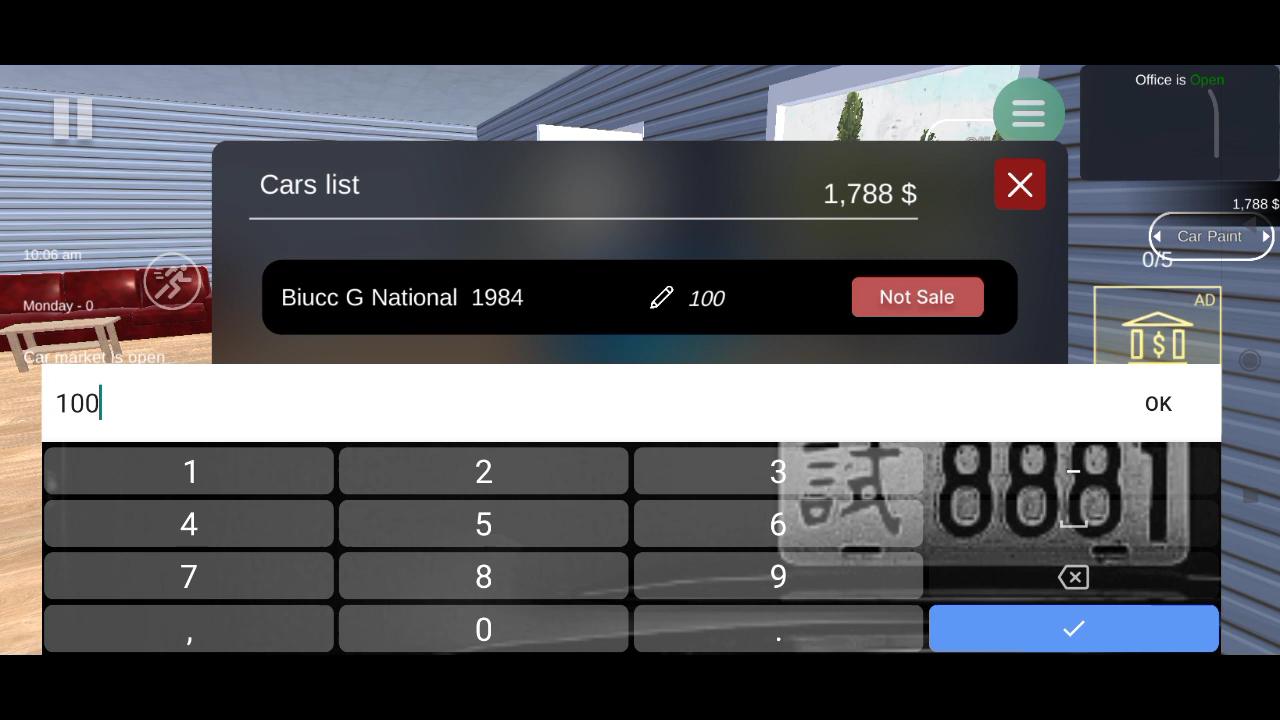 Office is Open
Cars list
1,788 $
1,788 $
Car Paint
0/5
10:06 am
Monday - 0
Car market is open
AD
$
Biucc G National 1984
100
Not Sale
100
OK
1 2 3 -
4 5 6
7 8 9
, 0 .
試 8881